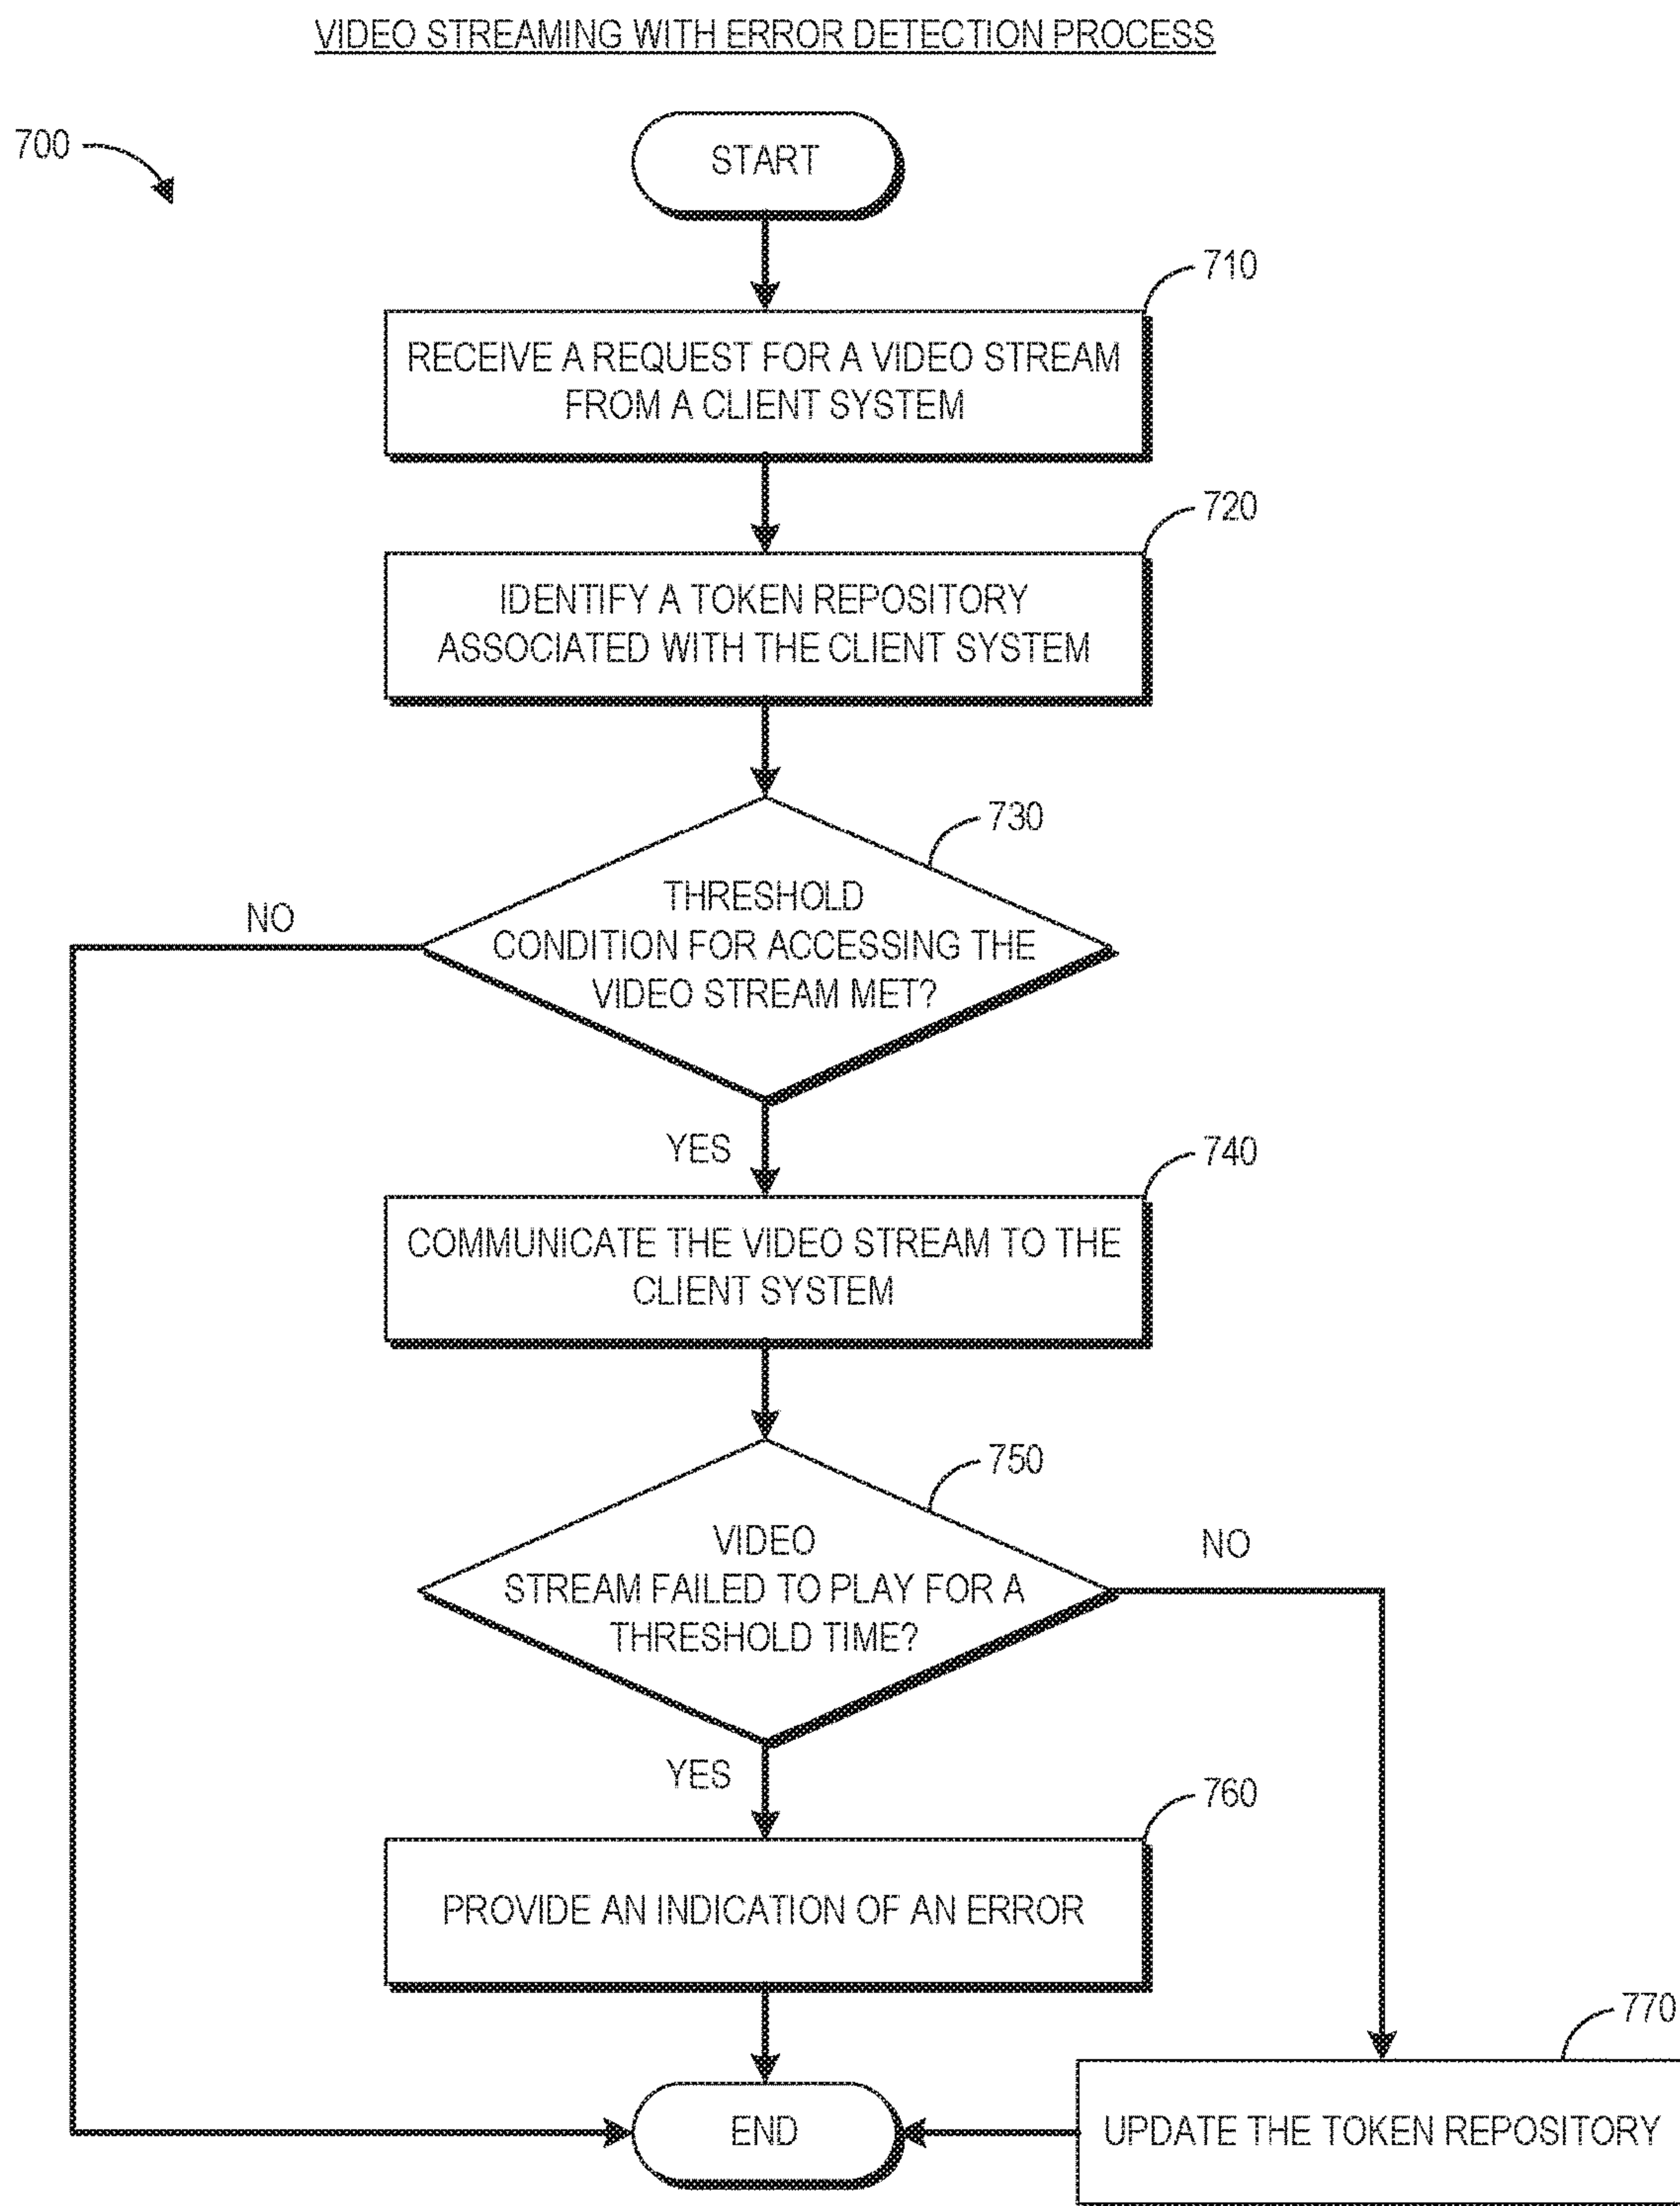 VIDEO STREAMING WITH ERROR DETECTION PROCESS
700
START
710
RECEIVE A REQUEST FOR A VIDEO STREAM
FROM A CLIENT SYSTEM
720
IDENTIFY A TOKEN REPOSITORY
ASSOCIATED WITH THE CLIENT SYSTEM
730
THRESHOLD
CONDITION FOR ACCESSING THE
VIDEO STREAM MET?
NO
YES
740
COMMUNICATE THE VIDEO STREAM TO THE
CLIENT SYSTEM
750
VIDEO
STREAM FAILED TO PLAY FOR A
THRESHOLD TIME?
NO
YES
760
PROVIDE AN INDICATION OF AN ERROR
770
UPDATE THE TOKEN REPOSITORY
END